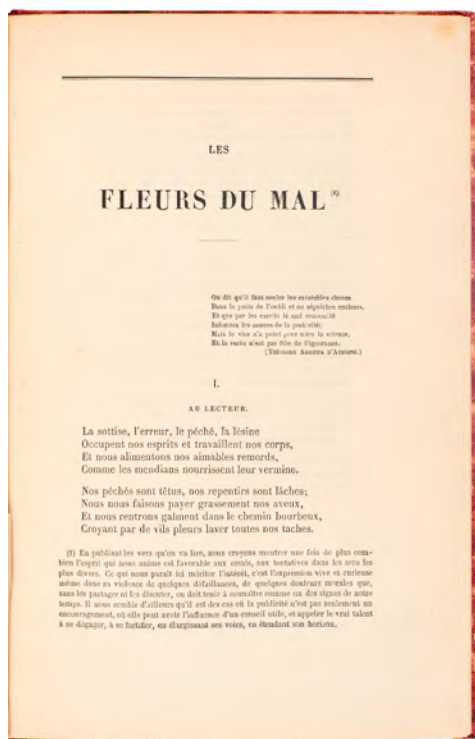 LES
FLEURS DU MAL (1).
On dit qu'il faut couler les exécrables choses
Dans le puits de l'oubli et au sépulchre encloses,
Et que par les escrits le mal resuscité
Infectera les mœurs de la postérité;
Mais le vice n'a point pour mère la science,
Et la vertu n'est pas fille de l'ignorance.
(THÉODORE AGRIPPA D'AUBIGNÉ.)
I.
AU LECTEUR.
La sottise, l'erreur, le péché, la lésine
Occupent nos esprits et travaillent nos corps,
Et nous alimentons nos aimables remords,
Comme les mendians nourrissent leur vermine.
Nos péchés sont têtus, nos repentirs sont lâches;
Nous nous faisons payer grassement nos aveux,
Et nous rentrons gaîment dans le chemin bourbeux,
Croyant par de vils pleurs laver toutes nos taches.
(1) En publiant les vers qu'on va lire, nous croyons montrer une fois de plus com-
bien l'esprit qui nous anime est favorable aux essais, aux tentatives dans les sens les
plus divers. Ce qui nous paraît ici mériter l'intérêt, c'est l'expression vive et curieuse
même dans sa violence de quelques défaillances, de quelques douleurs morales que,
sans les partager ni les discuter, on doit tenir à connaître comme un des signes de notre
temps. Il nous semble d'ailleurs qu'il est des cas où la publicité n'est pas seulement un
encouragement, où elle peut avoir l'influence d'un conseil utile, et appeler le vrai talent
à se dégager, à se fortifier, en élargissant ses voies, en étendant son horizon.